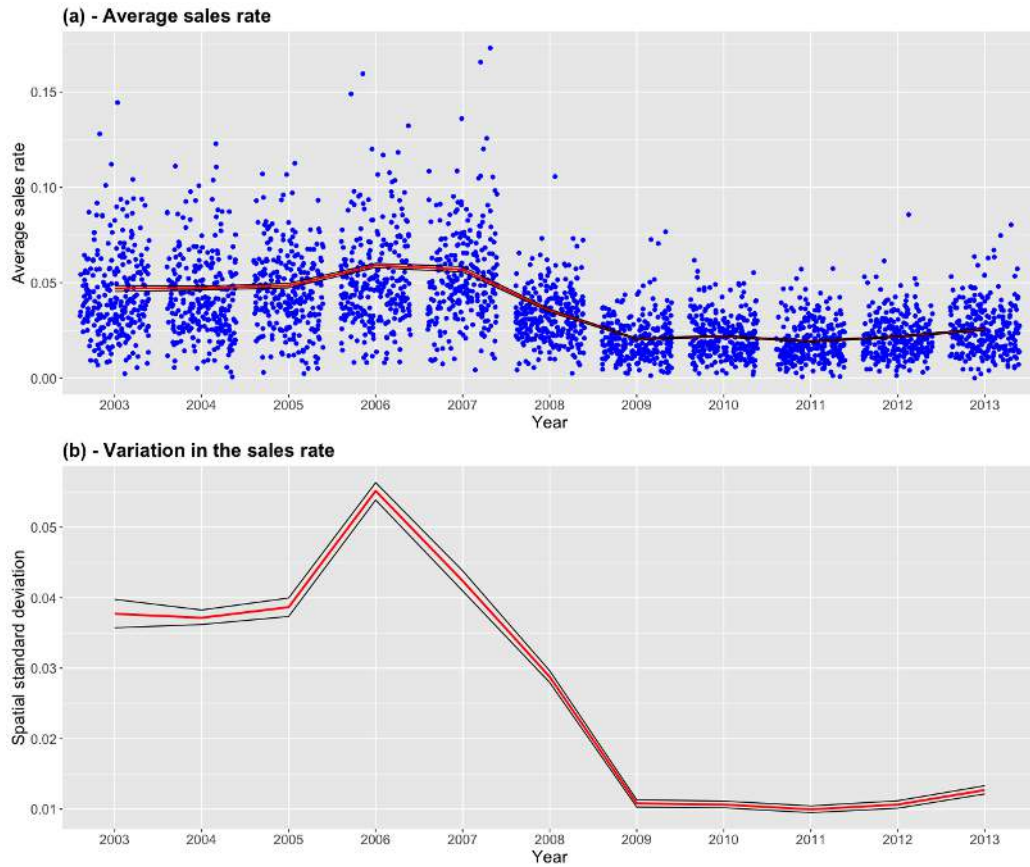 (a) - Average sales rate
Average sales rate
0.15
0.10
0.05
0.00
2003 2004 2005 2006 2007 2008 2009 2010 2011 2012 2013
Year
(b) - Variation in the sales rate
Spatial standard deviation
0.05
0.04
0.03
0.02
0.01
2003 2004 2005 2006 2007 2008 2009 2010 2011 2012 2013
Year